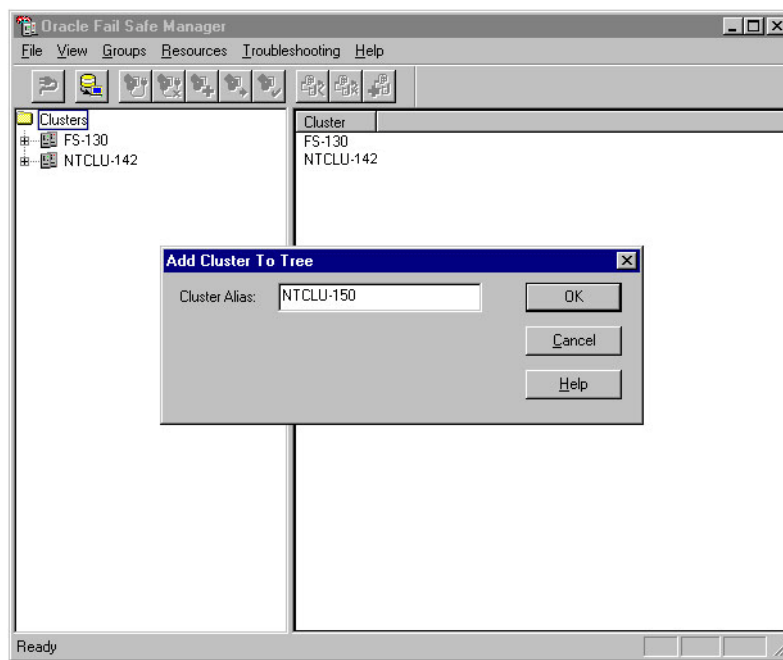 Oracle Fail Safe Manager
File View Groups Resources Troubleshooting Help
Clusters
FS-130
NTCLU-142
Cluster
FS-130
NTCLU-142
Add Cluster To Tree
Cluster Alias: NTCLU-150
OK
Cancel
Help
Ready